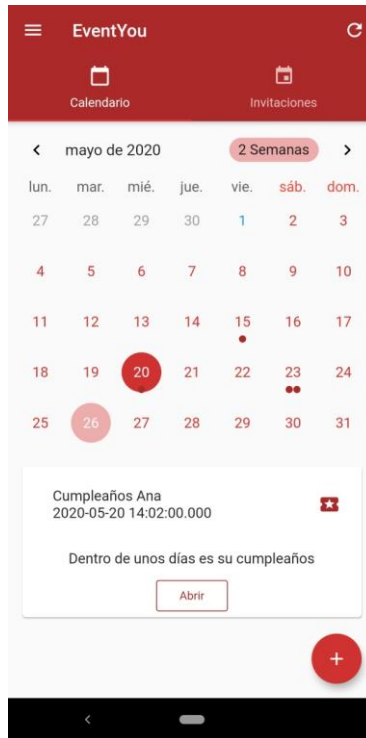 EventYou
Calendario Invitaciones
mayo de 2020 2 Semanas
lun. mar. mié. jue. vie. sáb. dom.
27 28 29 30 1 2 3
4 5 6 7 8 9 10
11 12 13 14 15 16 17
18 19 20 21 22 23 24
25 26 27 28 29 30 31
Cumpleaños Ana
2020-05-20 14:02:00.000
Dentro de unos días es su cumpleaños
Abrir